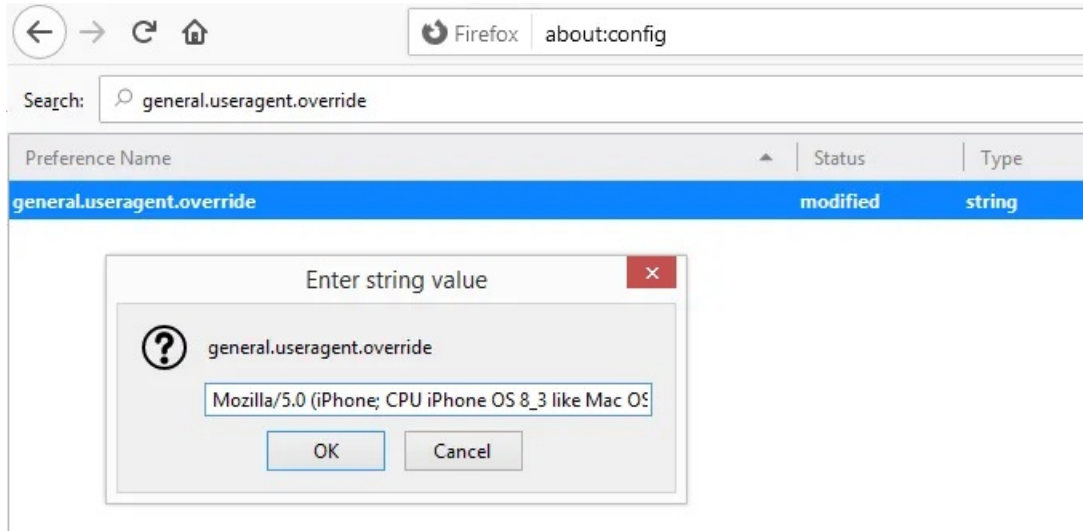 Firefox about:config
Search: general.useragent.override
Preference Name Status Type
general.useragent.override modified string
Enter string value
general.useragent.override
Mozilla/5.0 (iPhone; CPU iPhone OS 8_3 like Mac OS
OK Cancel